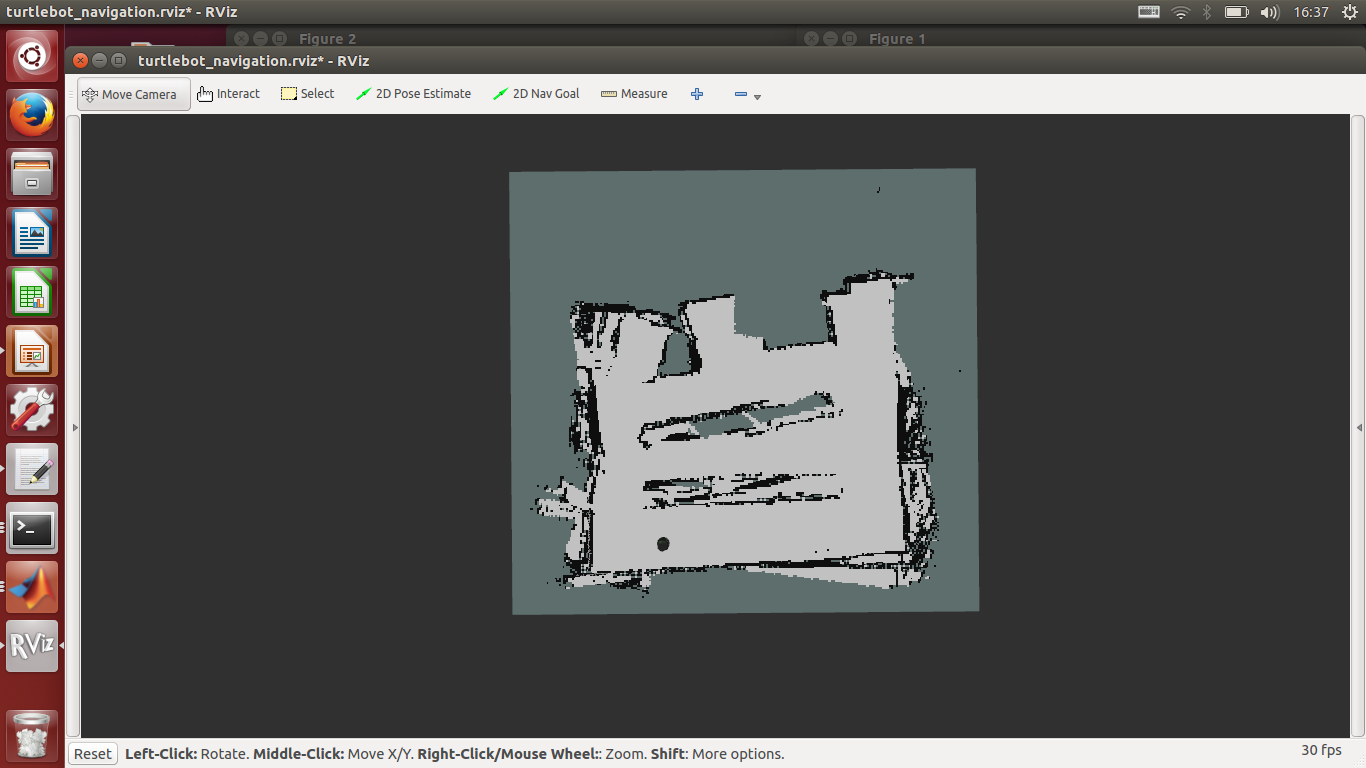 turtlebot_navigation.rviz* - RViz
16:37
Figure 2
Figure 1
turtlebot_navigation.rviz* - RViz
Move Camera Interact Select 2D Pose Estimate 2D Nav Goal Measure
RViz
Reset Left-Click: Rotate. Middle-Click: Move X/Y. Right-Click/Mouse Wheel:: Zoom. Shift: More options. 30 fps